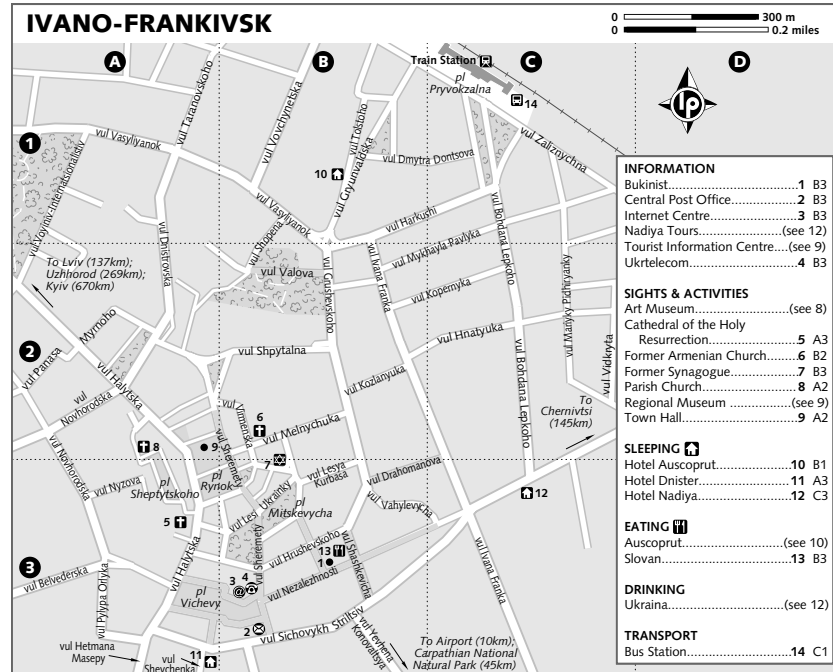 IVANO-FRANKIVSK
0 300 m
0 0.2 miles
A
B
C
D
Train Station
pl
Pryvokzalna
14
vul Zaliznychna
vul Taranovskoho
vul Vovchynetska
vul Tolstoho
vul Gryunvaldska
vul Dmytra Dontsova
1
vul Vasyliyanok
10
vul Vasyliyanok
vul Harkushi
vul Bohdana Lepkoho
vul Voyiniv-Internatsionalistiv
vul Dnistrovska
vul Shopena
vul Mykhayla Pavlyka
vul Ivana Franka
To Lviv (137km);
Uzhhorod (269km);
Kyiv (670km)
vul Valova
vul Hrushevskoho
vul Kopernyka
vul Hnatyuka
vul Vidkryta
Myrnoho
2
vul Panasa
vul Shpytalna
vul Halytska
vul Kozlanyuka
vul Bohdana Lepkoho
vul
Novhorodska
To
Chernivtsi
(145km)
vul Virmenska
6
vul Melnychuka
8
9
vul Sheremety
7
vul Novhorodska
vul Nyzova
pl
Sheptytskoho
pl
Rynok
vul Lesi Ukrainky
vul Lesya
Kurbasa
vul Drahomanova
pl
Mitskevycha
vul Vahylevycha
12
5
vul Hrushevskoho
13
1
vul Shashkevicha
3
vul Belvederska
vul Halytska
vul Sheremety
3 4
@
vul Nezalezhnosti
vul Ivana Franka
vul Pylypa Orlyka
pl
Vichevy
2
vul Sichovykh Striltsiv
vul Yevhena
Konovaltsya
vul Hetmana
Masepy
vul
Shevchenka
11
To Airport (10km);
Carpathian National
Natural Park (45km)
lp
INFORMATION
Bukinist 1 B3
Central Post Office 2 B3
Internet Centre 3 B3
Nadiya Tours (see 12)
Tourist Information Centre (see 9)
Ukrtelecom 4 B3
SIGHTS & ACTIVITIES
Art Museum (see 8)
Cathedral of the Holy
Resurrection 5 A3
Former Armenian Church 6 B2
Former Synagogue 7 B3
Parish Church 8 A2
Regional Museum (see 9)
Town Hall 9 A2
SLEEPING
Hotel Auscoprut 10 B1
Hotel Dnister 11 A3
Hotel Nadiya 12 C3
EATING
Auscoprut (see 10)
Slovan 13 B3
DRINKING
Ukraina (see 12)
TRANSPORT
Bus Station 14 C1